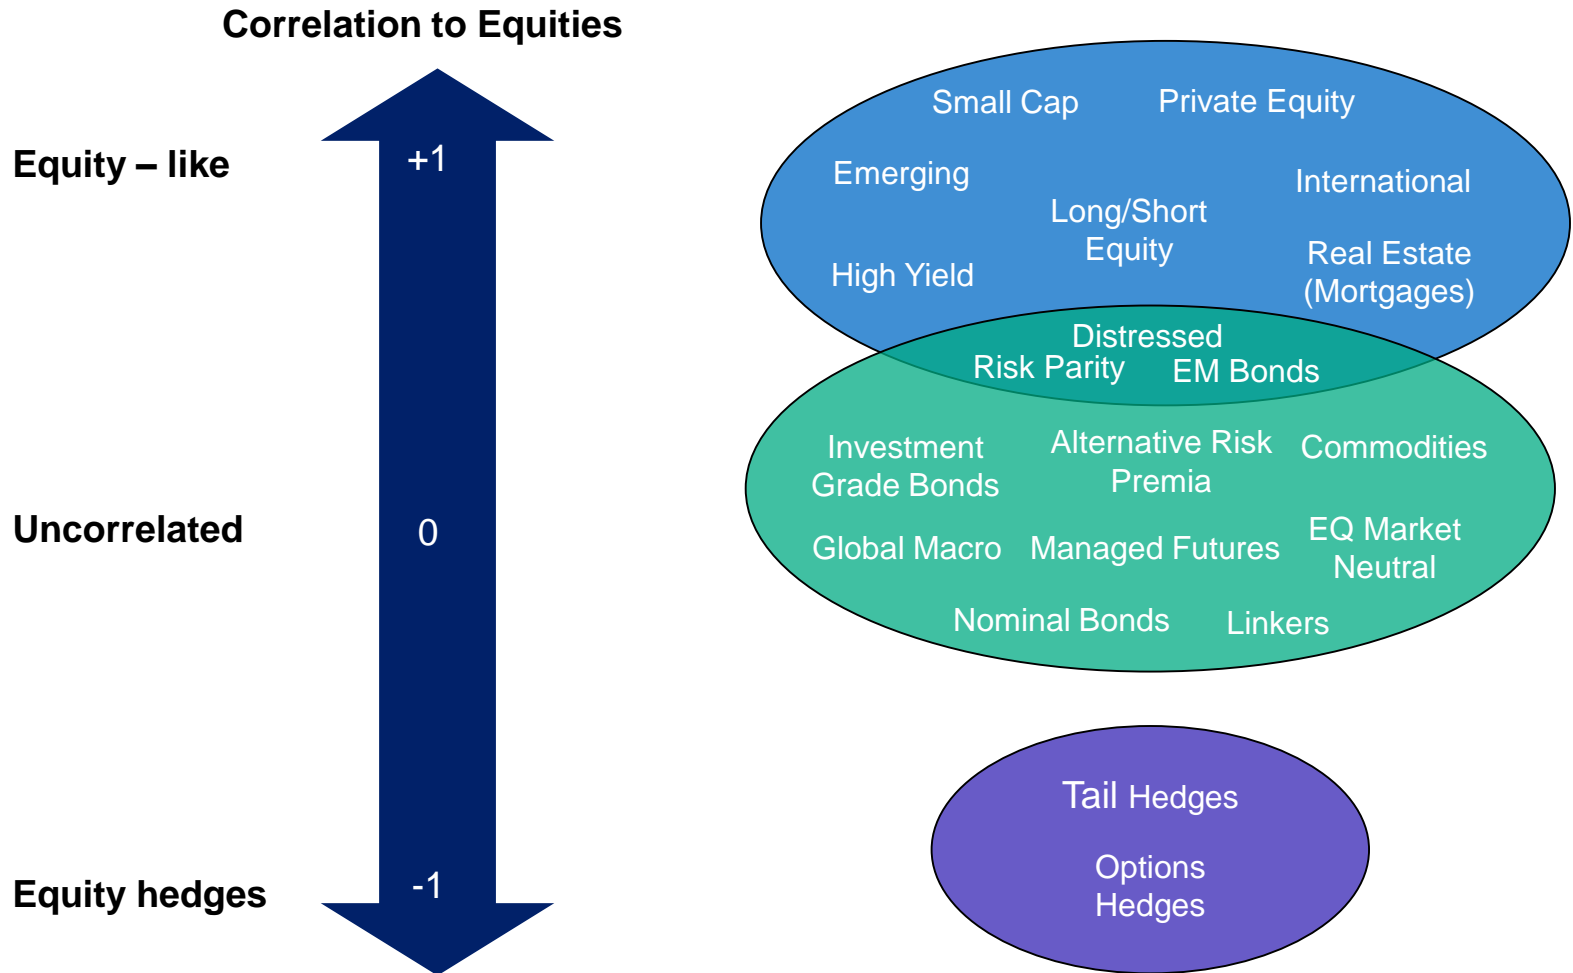 Correlation to Equities
Equity – like
+1
Small Cap
Private Equity
Emerging
International
Long/Short
Equity
High Yield
Real Estate
(Mortgages)
Distressed
Risk Parity
EM Bonds
Uncorrelated
0
Investment
Grade Bonds
Alternative Risk
Premia
Commodities
Global Macro
Managed Futures
EQ Market
Neutral
Nominal Bonds
Linkers
Equity hedges
-1
Tail Hedges
Options
Hedges